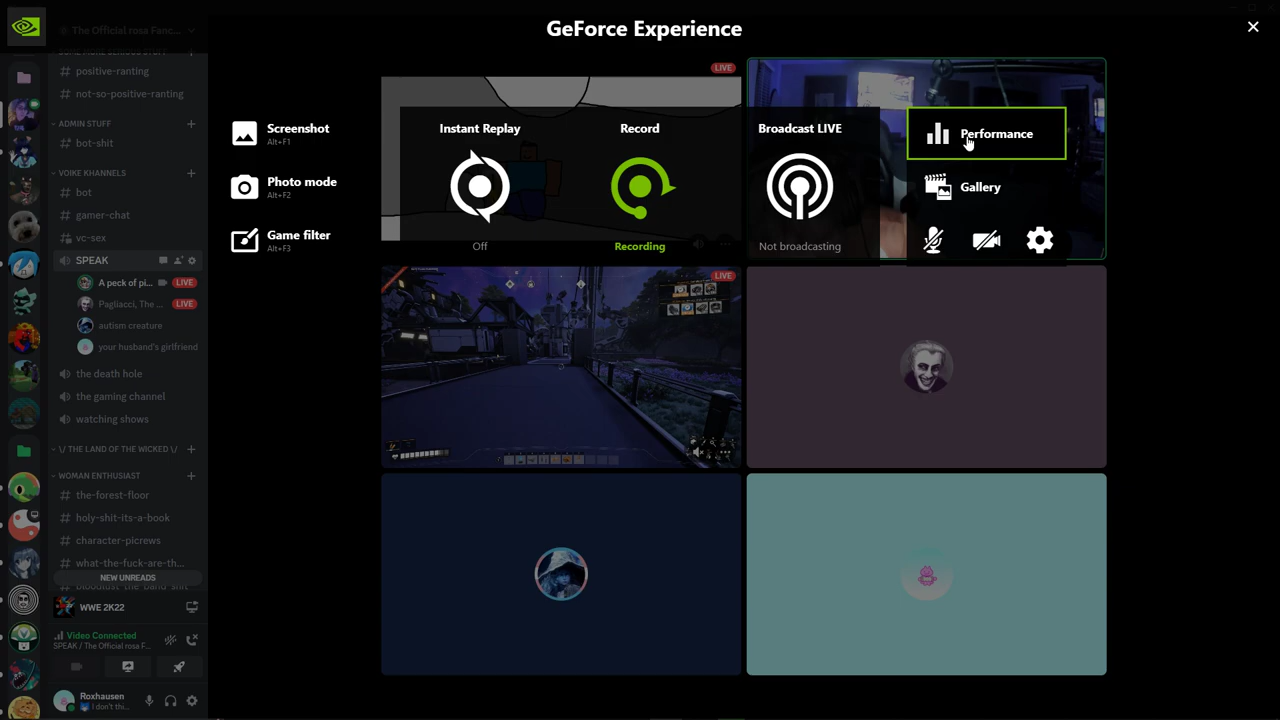 GeForce Experience
The Official rosa Fanc...
positive-ranting
not-so-positive-ranting
ADMIN STUFF
bot-shit
VOIKE KHANNELS
bot
gamer-chat
vc-sex
SPEAK
A peck of pi... LIVE
Pagliacci, The ... LIVE
autism creature
your husband's girlfriend
the death hole
the gaming channel
watching shows
\/ THE LAND OF THE WICKED \/
WOMAN ENTHUSIAST
the-forest-floor
holy-shit-its-a-book
character-picrews
what-the-fuck-are-th...
NEW UNREADS
WWE 2K22
Video Connected
SPEAK / The Official rosa F...
Roxhausen
I don't thi...
Screenshot
Alt+F1
Photo mode
Alt+F2
Game filter
Alt+F3
LIVE
Instant Replay
Off
Record
Recording
Broadcast LIVE
Not broadcasting
Performance
Gallery
LIVE